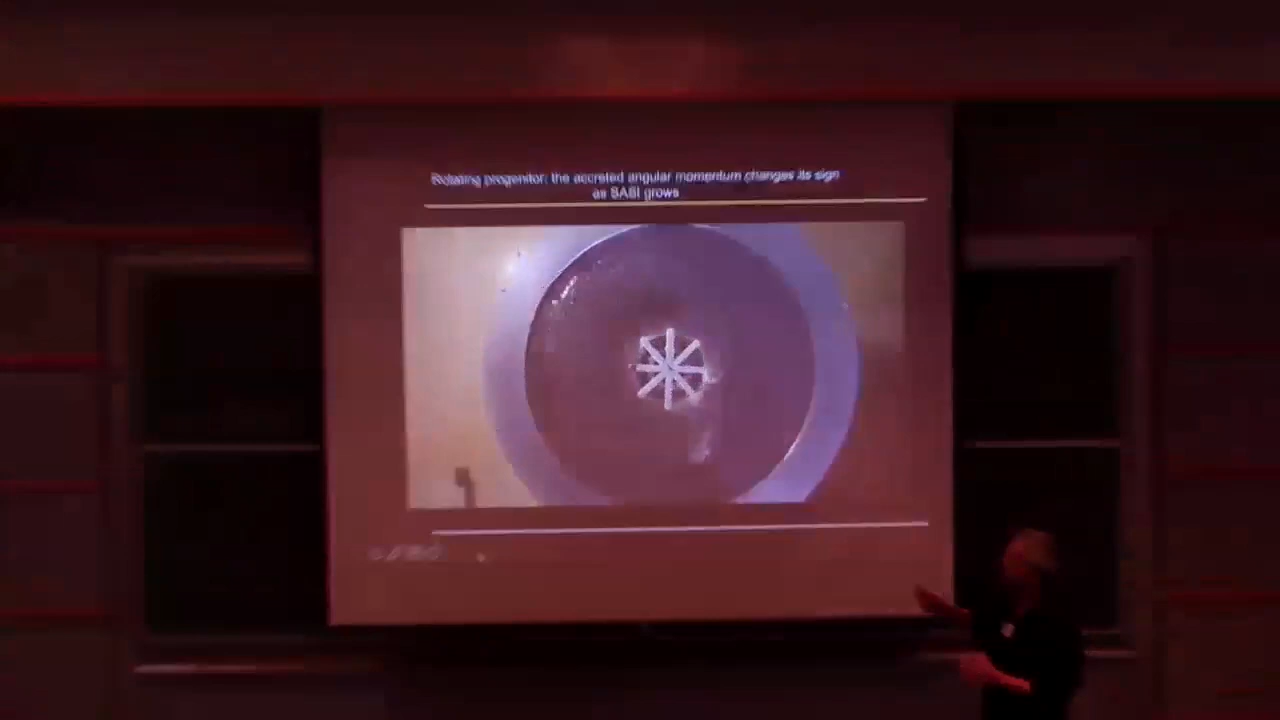 Rotating progenitor: the accreted angular momentum changes its sign
as SASI grows